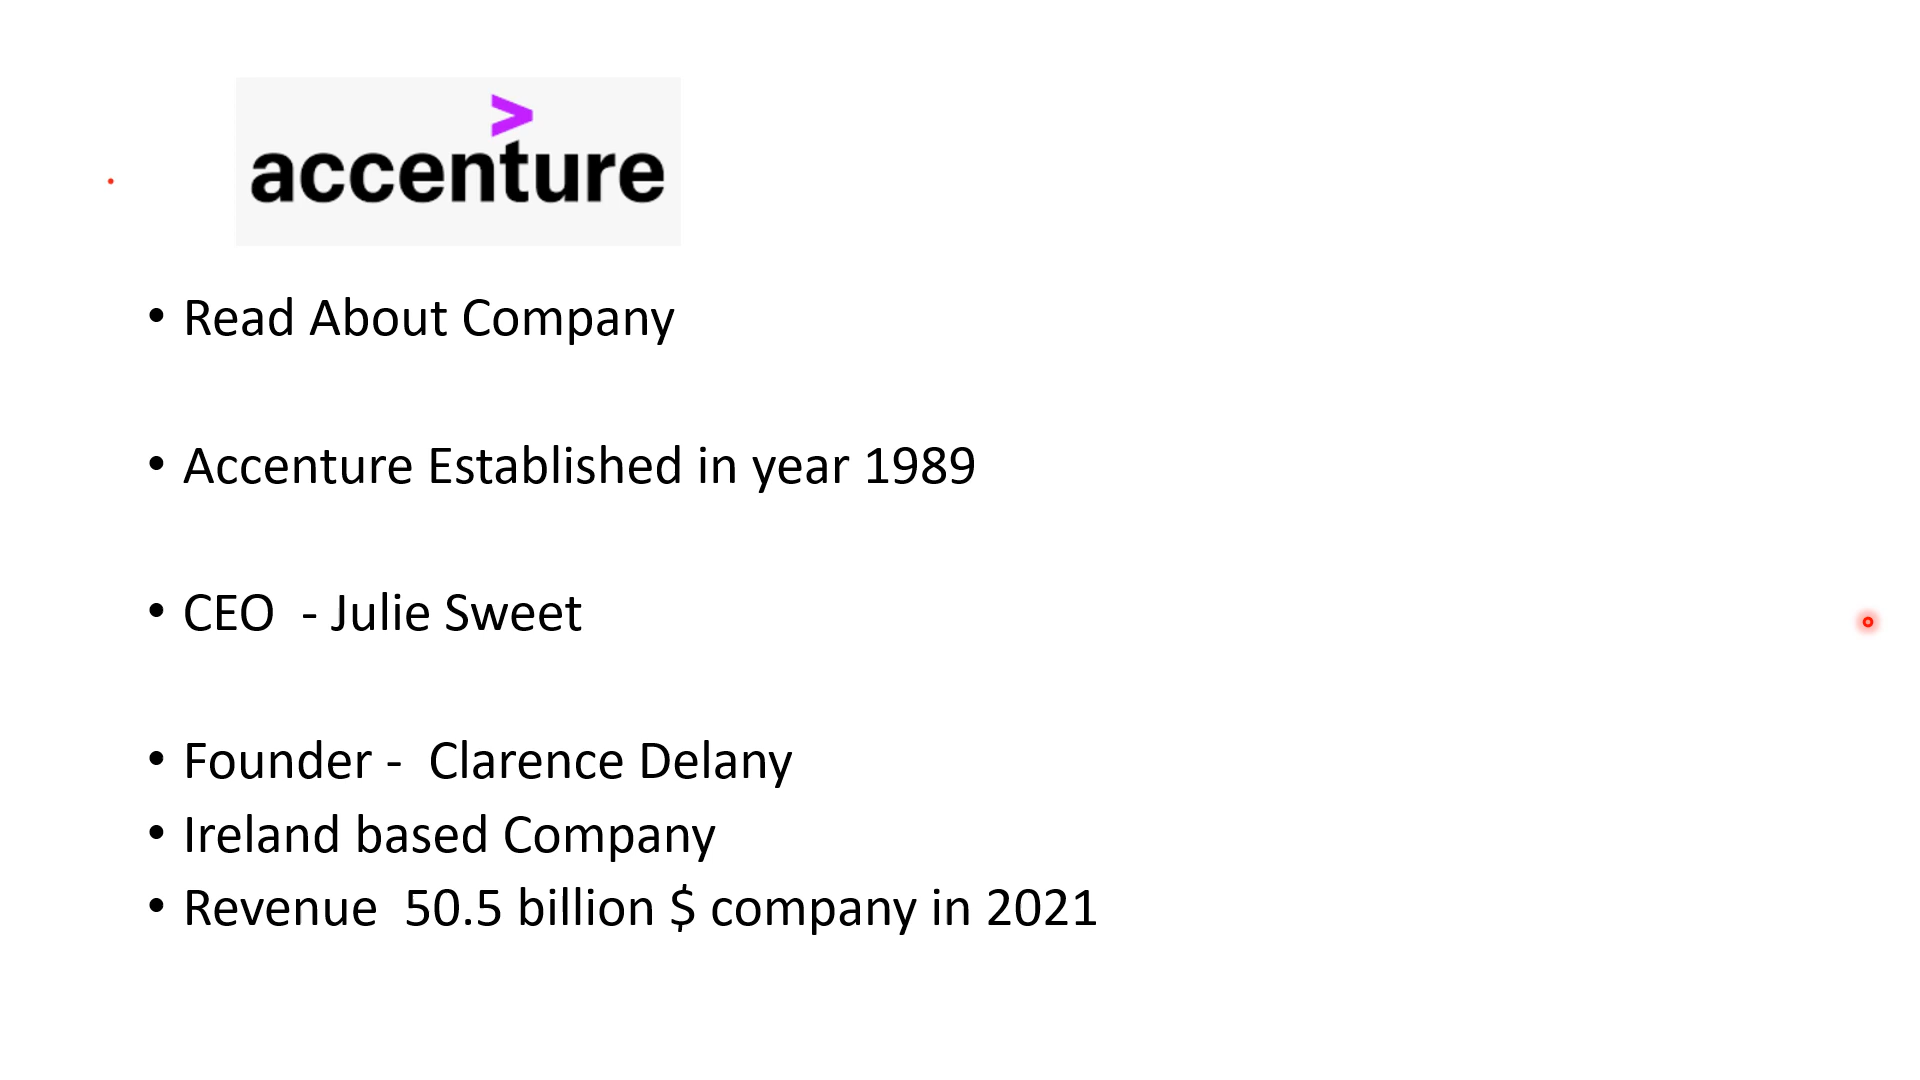 >
accenture
• Read About Company
• Accenture Established in year 1989
• CEO  - Julie Sweet
• Founder -  Clarence Delany
• Ireland based Company
• Revenue  50.5 billion $ company in 2021